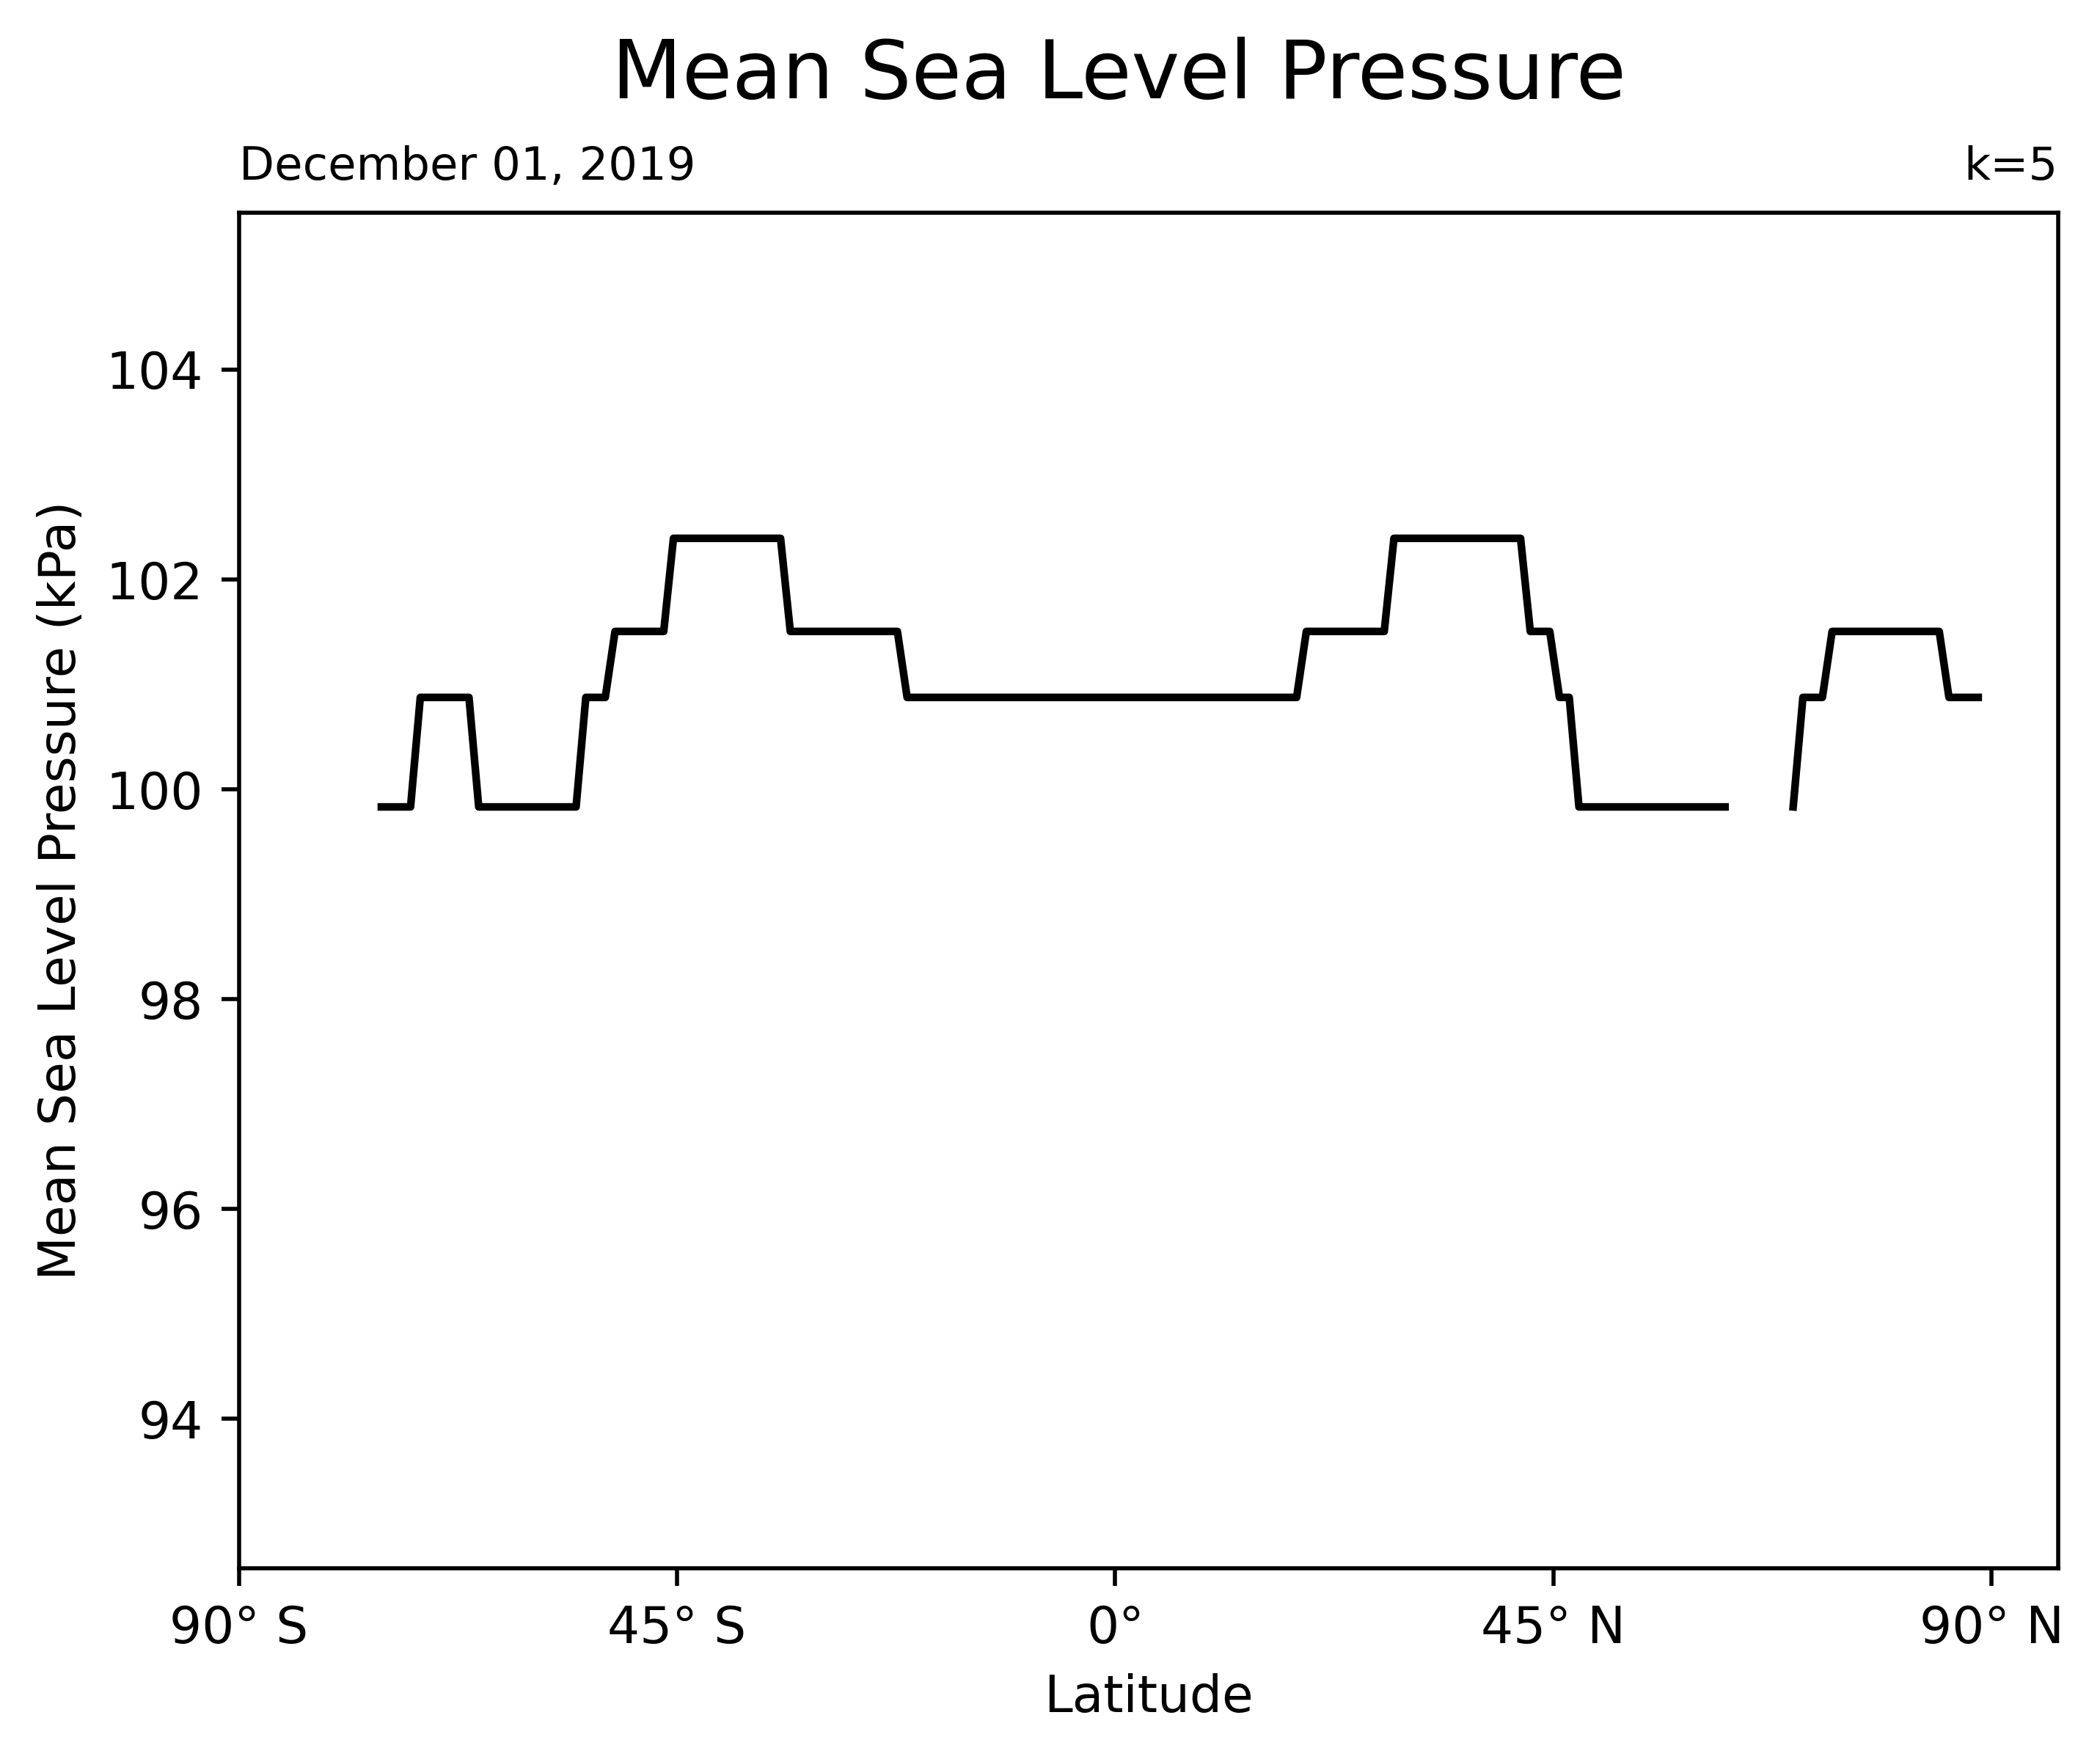 Mean Sea Level Pressure
December 01, 2019
k=5
Mean Sea Level Pressure (kPa)
104
102
100
98
96
94
90° S
45° S
0°
45° N
90° N
Latitude